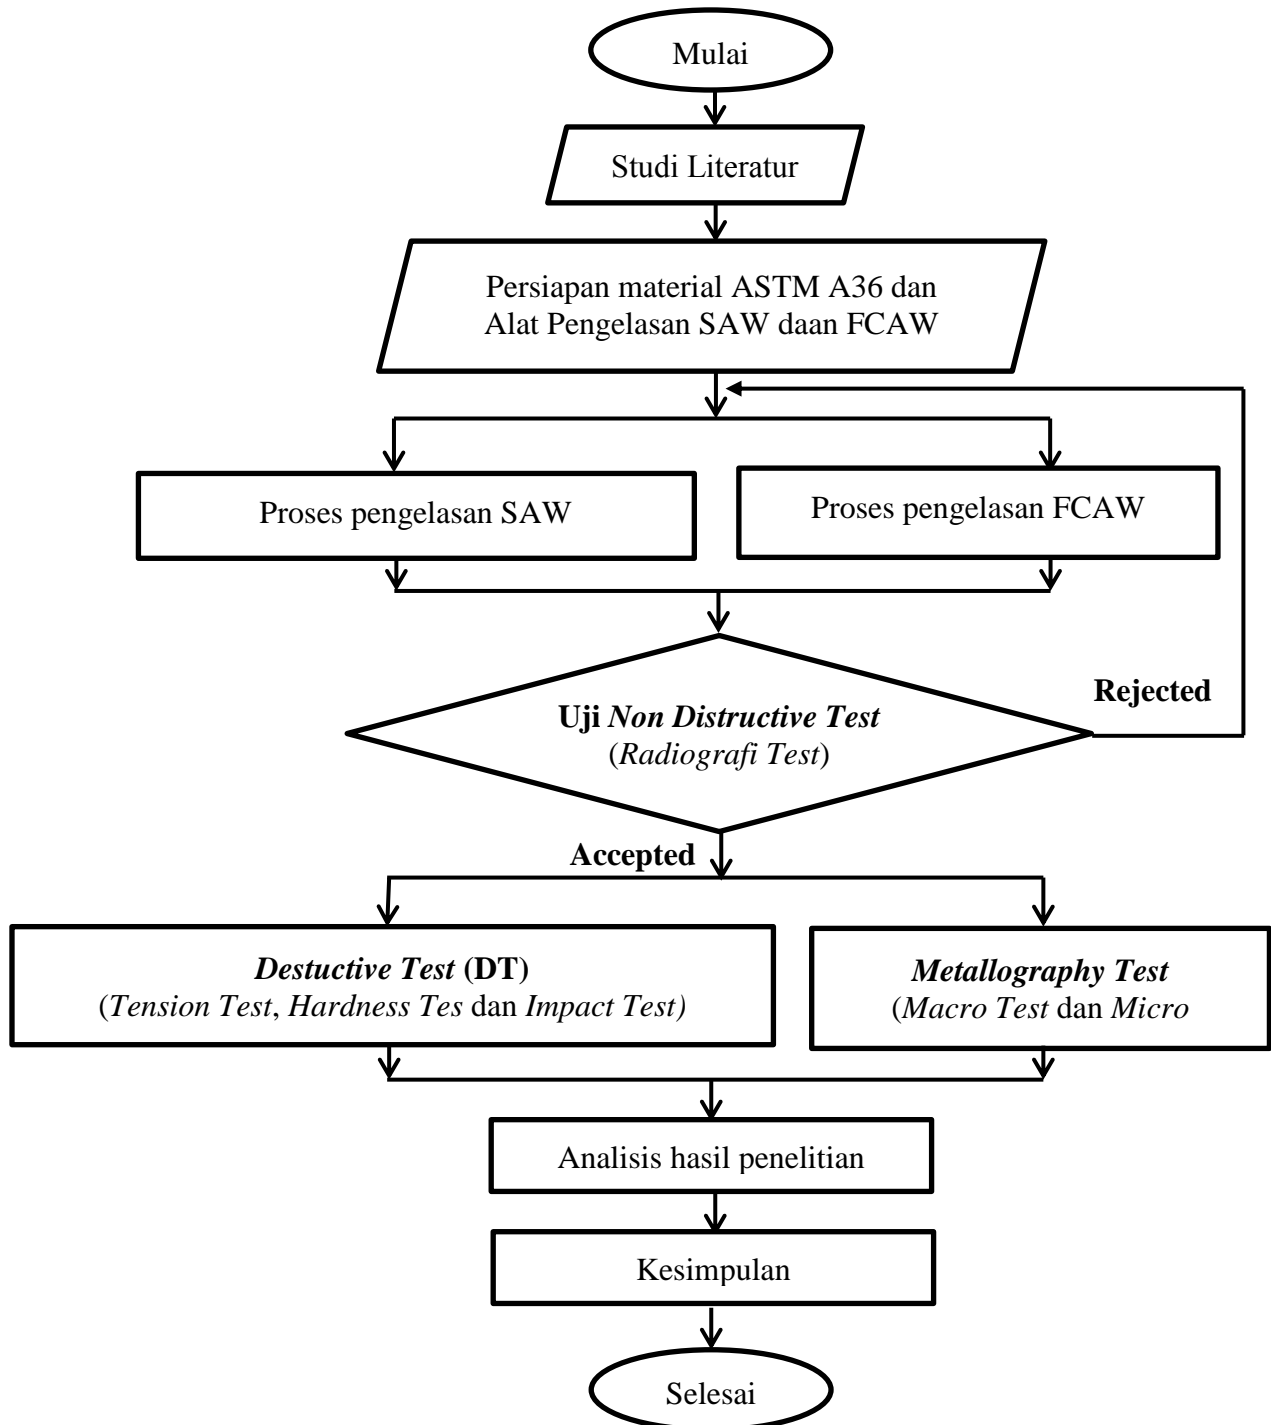 Mulai
Studi Literatur
Persiapan material ASTM A36 dan
Alat Pengelasan SAW daan FCAW
Proses pengelasan SAW
Proses pengelasan FCAW
Uji Non Distructive Test
(Radiografi Test)
Rejected
Accepted
Destuctive Test (DT)
(Tension Test, Hardness Tes dan Impact Test)
Metallography Test
(Macro Test dan Micro
Analisis hasil penelitian
Kesimpulan
Selesai